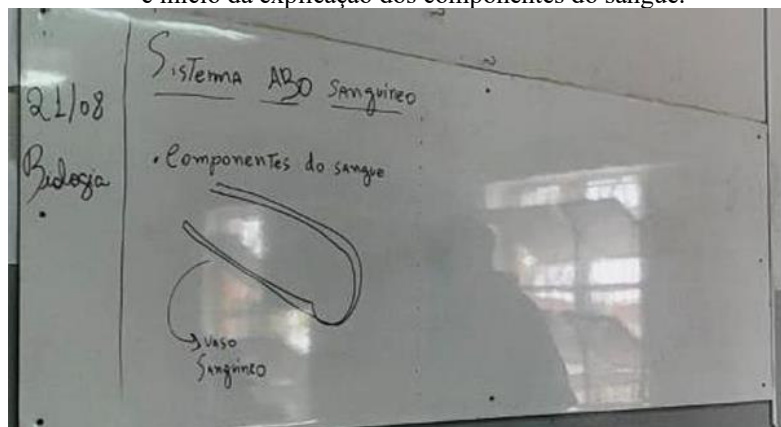 e início da explicação dos componentes do sangue.
21/08
Biologia
Sistema ABO Sanguíneo
• Componentes do sangue
Vaso
Sanguíneo